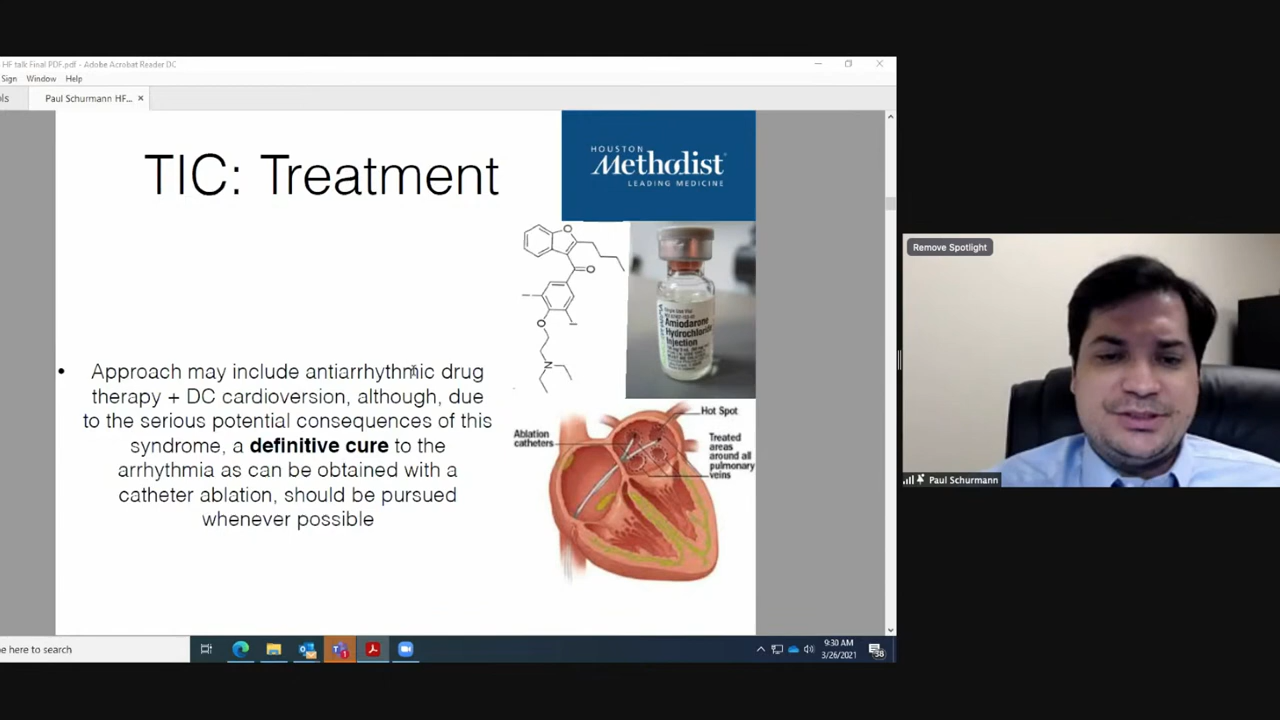 HF talk Final PDF.pdf - Adobe Acrobat Reader DC
Sign Window Help
ls
Paul Schurmann HF... ×
TIC: Treatment
HOUSTON
Methodist
LEADING MEDICINE
O
O
O
N
Amiodarone
Hydrochloride
Injection
• Approach may include antiarrhythmic drug
therapy + DC cardioversion, although, due
to the serious potential consequences of this
syndrome, a definitive cure to the
arrhythmia as can be obtained with a
catheter ablation, should be pursued
whenever possible
Hot Spot
Ablation
catheters
Treated
areas
around all
pulmonary
veins
Remove Spotlight
Paul Schurmann
e here to search
9:30 AM
3/26/2021
38